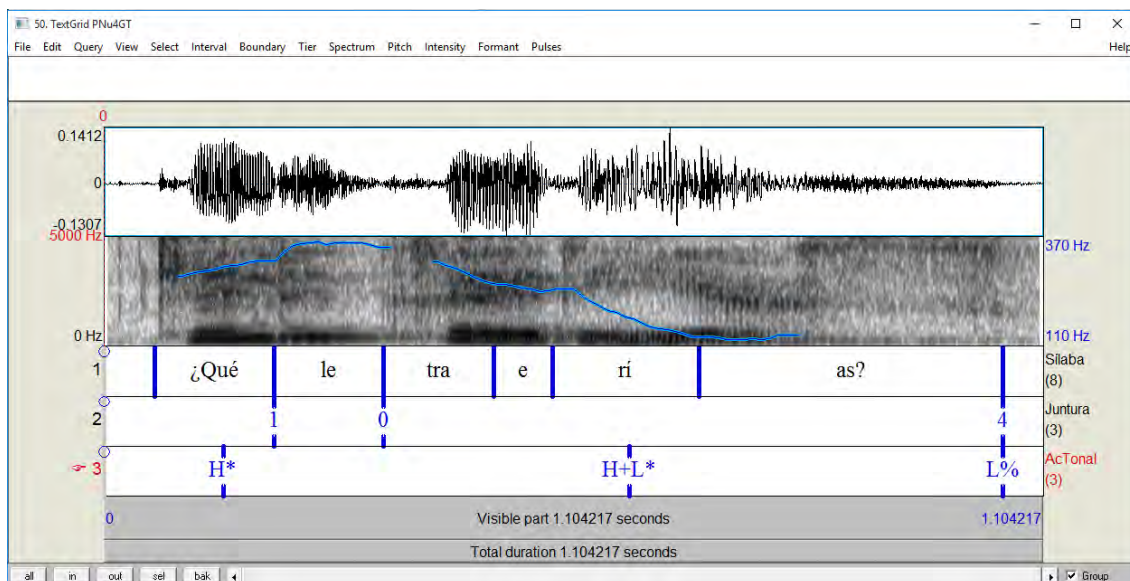 50. TextGrid PNu4GT
File Edit Query View Select Interval Boundary Tier Spectrum Pitch Intensity Formant Pulses Help
0
0.1412
0
-0.1307
5000 Hz 370 Hz
0 Hz 110 Hz
1 ¿Qué le tra e rí as? Sílaba
(8)
2 1 0 4 Juntura
(3)
3 H* H+L* L% AcTonal
(3)
0 Visible part 1.104217 seconds 1.104217
Total duration 1.104217 seconds
all in out sel bak Group